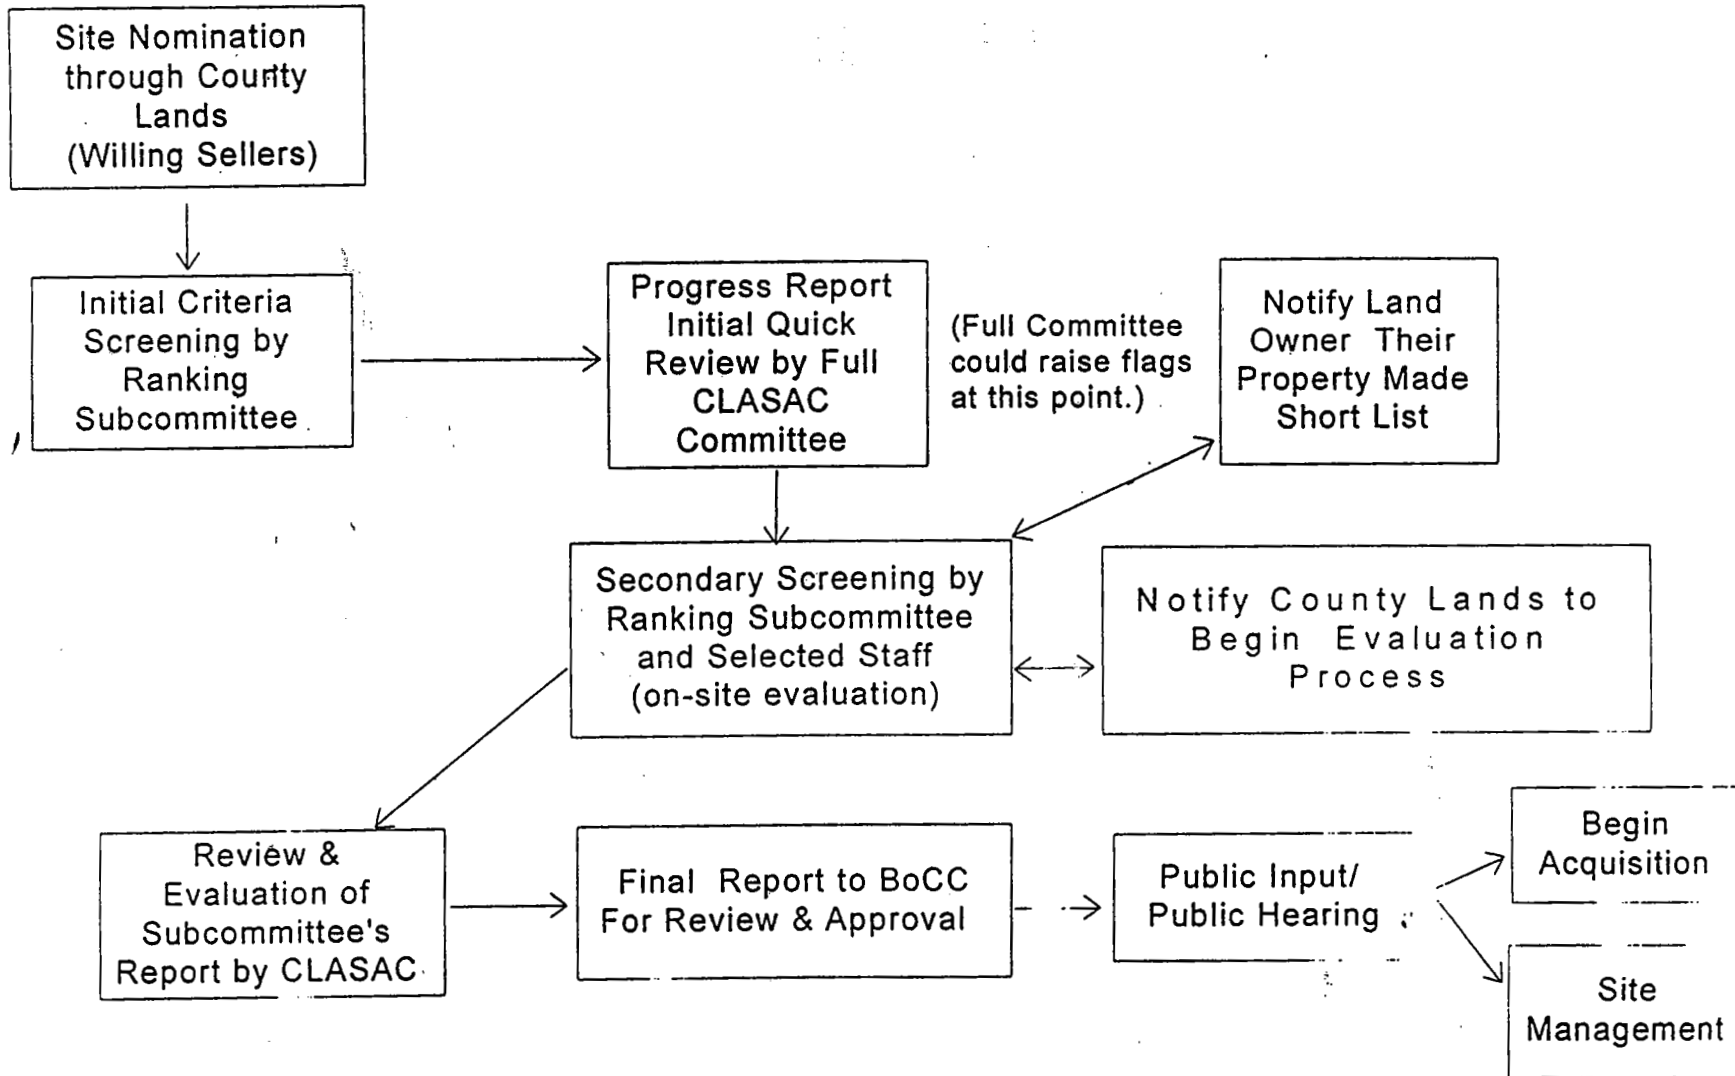 Site Nomination
through County
Lands
(Willing Sellers)
Initial Criteria
Screening by
Ranking
Subcommittee
Progress Report
Initial Quick
Review by Full
CLASAC
Committee
(Full Committee
could raise flags
at this point.)
Notify Land
Owner Their
Property Made
Short List
Secondary Screening by
Ranking Subcommittee
and Selected Staff
(on-site evaluation)
Notify County Lands to
Begin Evaluation
Process
Review &
Evaluation of
Subcommittee's
Report by CLASAC
Final Report to BoCC
For Review & Approval
Public Input/
Public Hearing
Begin
Acquisition
Site
Management